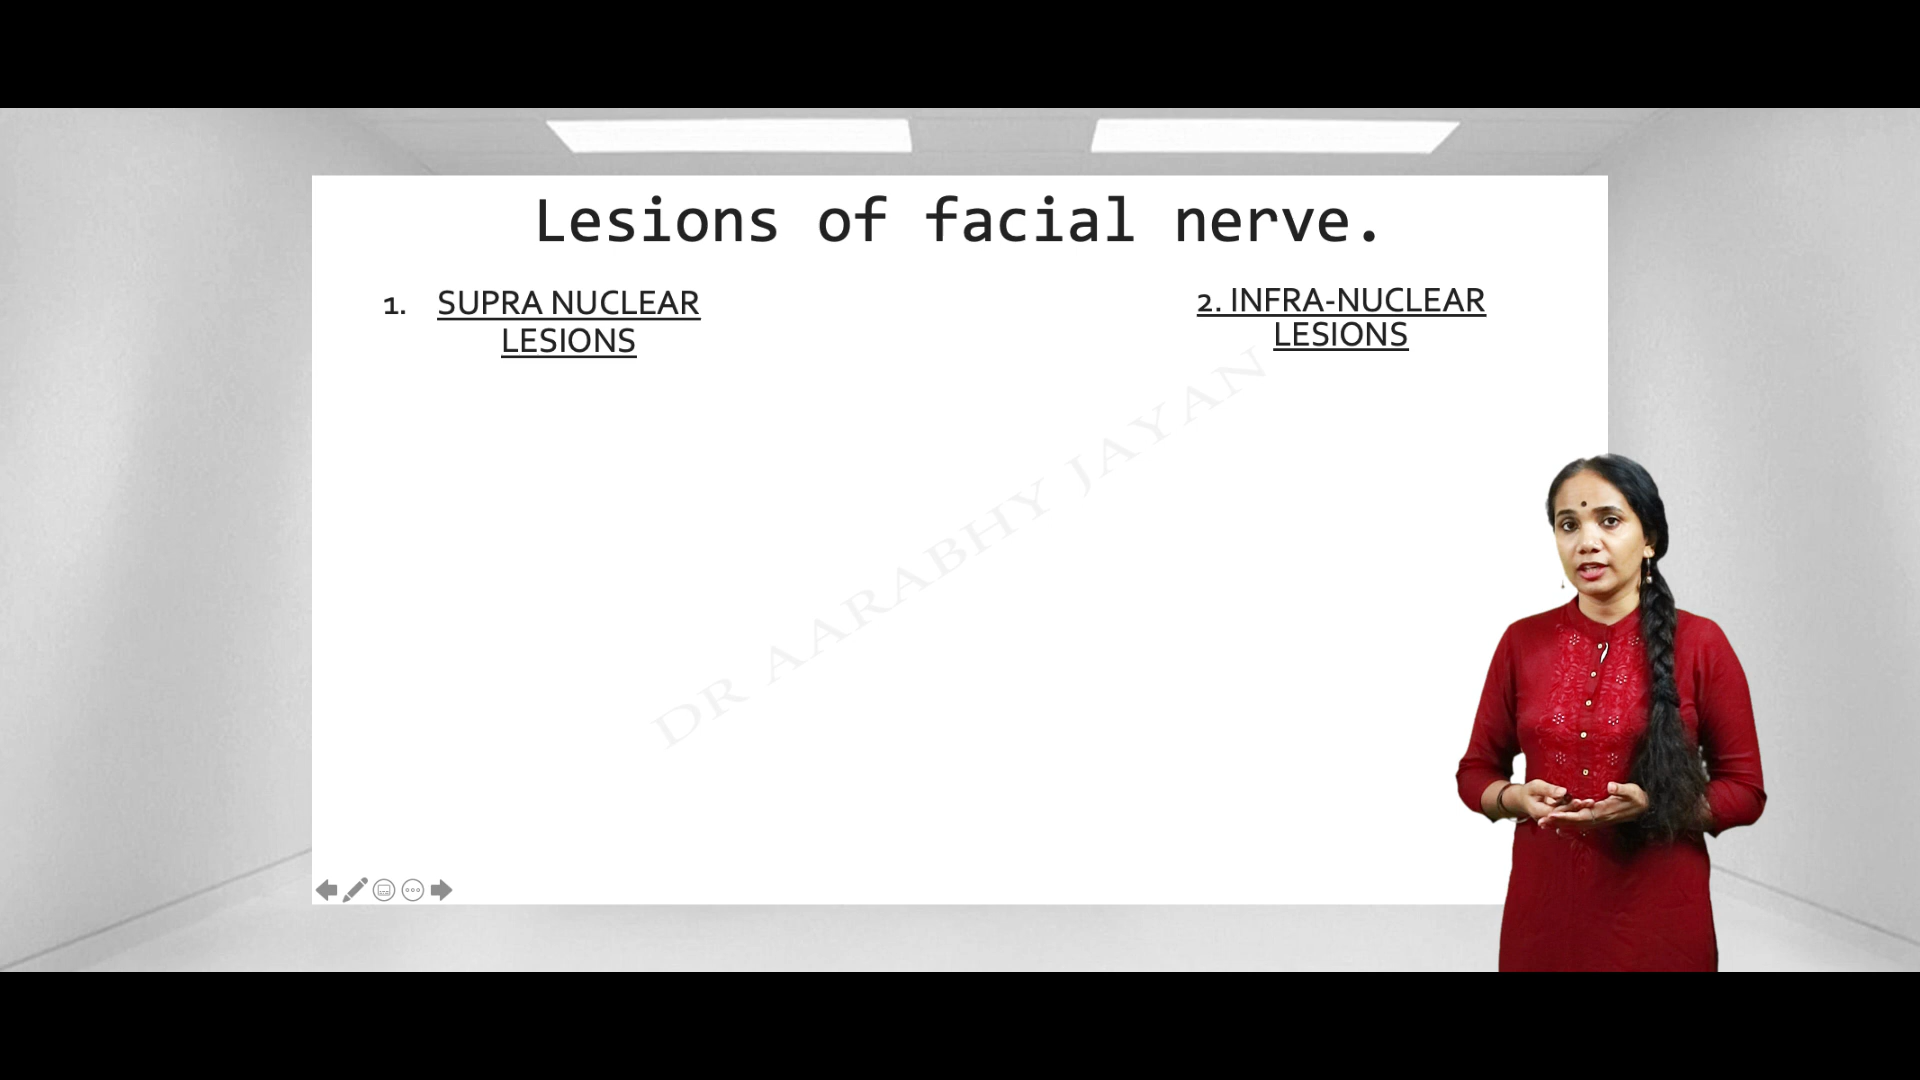 Lesions of facial nerve.
1. SUPRA NUCLEAR
LESIONS
2. INFRA-NUCLEAR
LESIONS
DR AARABHY JAYAN